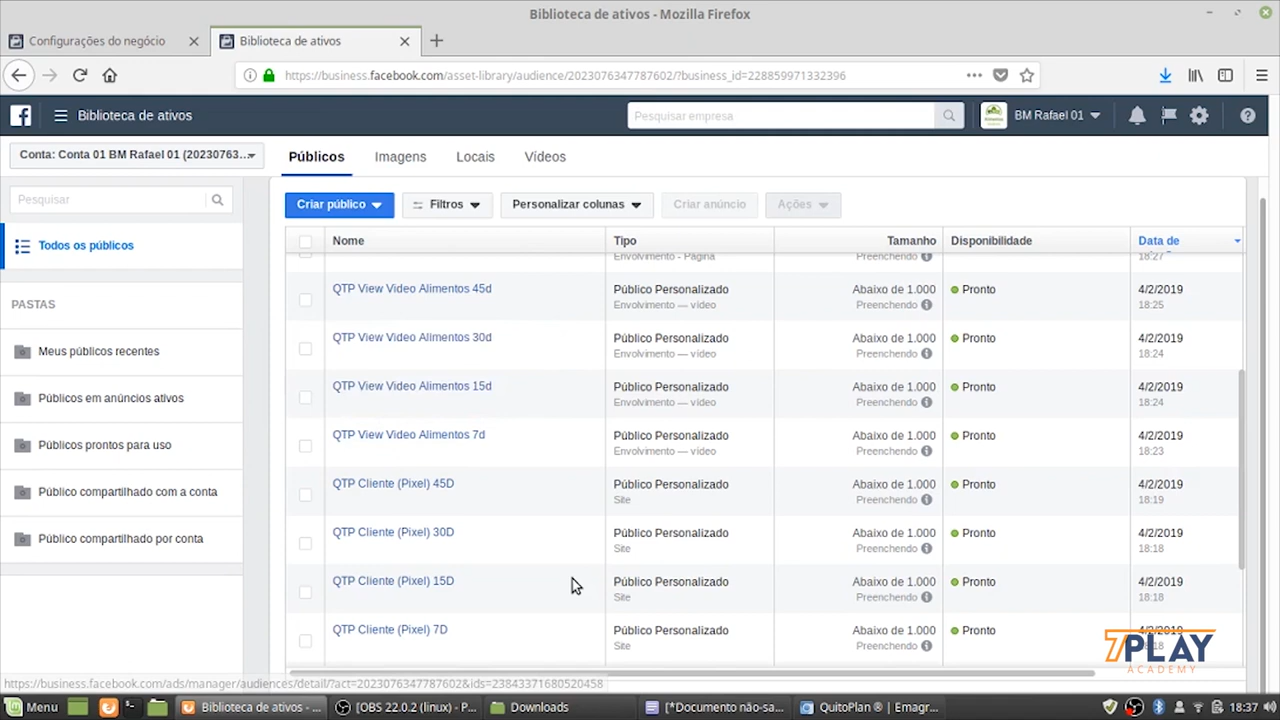 Biblioteca de ativos - Mozilla Firefox
Configurações do negócio
Biblioteca de ativos
https://business.facebook.com/asset-library/audience/2023076347787602/?business_id=228859971332396
Biblioteca de ativos
Pesquisar empresa
BM Rafael 01
Conta: Conta 01 BM Rafael 01 (20230763...
Públicos
Imagens
Locais
Vídeos
Pesquisar
Criar público
Filtros
Personalizar colunas
Criar anúncio
Ações
Todos os públicos
Nome
Tipo
Tamanho
Disponibilidade
Data de
Envolvimento - Página
Preenchendo
18:27
QTP View Video Alimentos 45d
Público Personalizado
Envolvimento — vídeo
Abaixo de 1.000
Preenchendo
Pronto
4/2/2019
18:25
PASTAS
QTP View Video Alimentos 30d
Público Personalizado
Envolvimento — vídeo
Abaixo de 1.000
Preenchendo
Pronto
4/2/2019
18:24
Meus públicos recentes
QTP View Video Alimentos 15d
Público Personalizado
Envolvimento — vídeo
Abaixo de 1.000
Preenchendo
Pronto
4/2/2019
18:24
Públicos em anúncios ativos
QTP View Video Alimentos 7d
Público Personalizado
Envolvimento — vídeo
Abaixo de 1.000
Preenchendo
Pronto
4/2/2019
18:23
Públicos prontos para uso
QTP Cliente (Pixel) 45D
Público Personalizado
Site
Abaixo de 1.000
Preenchendo
Pronto
4/2/2019
18:19
Público compartilhado com a conta
QTP Cliente (Pixel) 30D
Público Personalizado
Site
Abaixo de 1.000
Preenchendo
Pronto
4/2/2019
18:18
Público compartilhado por conta
QTP Cliente (Pixel) 15D
Público Personalizado
Site
Abaixo de 1.000
Preenchendo
Pronto
4/2/2019
18:18
QTP Cliente (Pixel) 7D
Público Personalizado
Site
Abaixo de 1.000
Preenchendo
Pronto
4/2/2019
7PLAY
ACADEMY
https://business.facebook.com/ads/manager/audiences/detail/?act=2023076347787602&ids=23843371680520458
Menu
Biblioteca de ativos - ...
[OBS 22.0.2 (linux) - P...
Downloads
[*Documento não-sa...
QuitoPlan ® | Emagr...
18:37